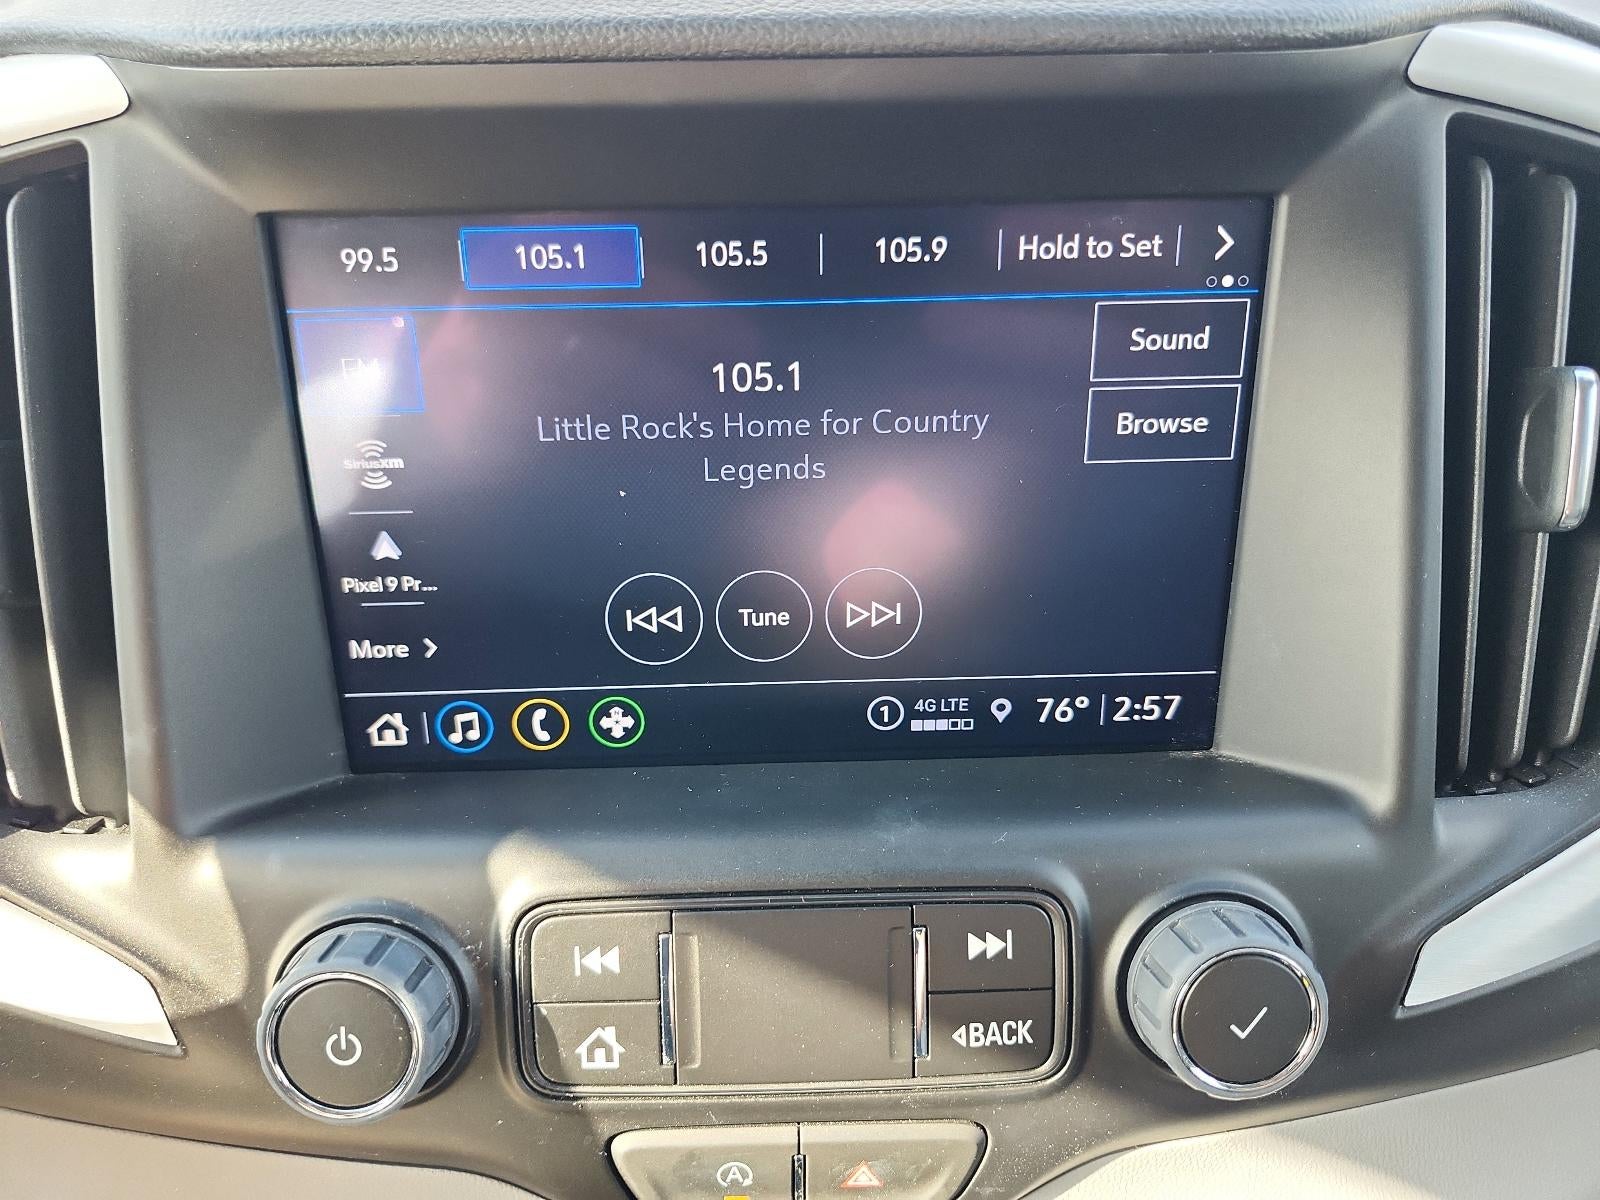 99.5 105.1 105.5 105.9 Hold to Set
FM
Sound
105.1
Browse
Little Rock's Home for Country
Legends
SiriusXM
Pixel 9 Pr...
Tune
More
1 4G LTE 76° 2:57
BACK
A